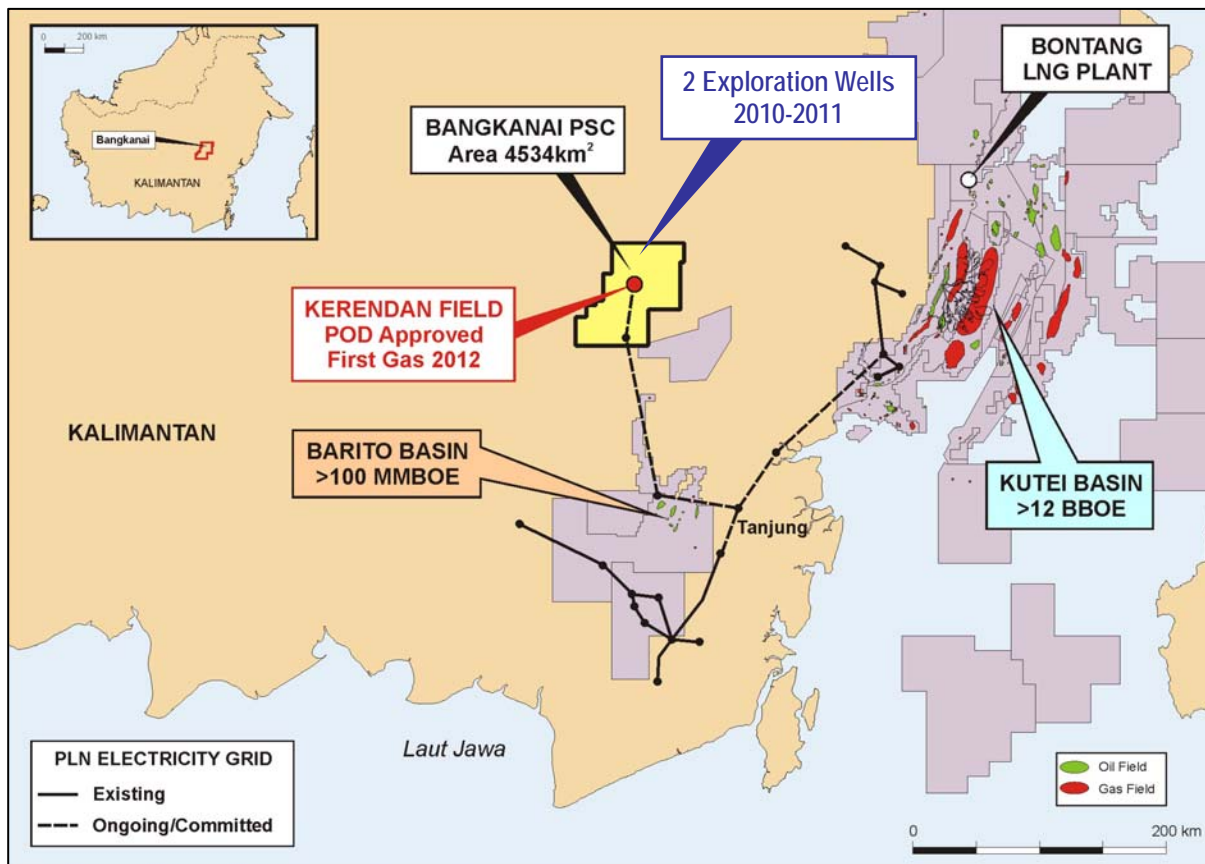 0 200 km
Bangkanai
KALIMANTAN
2 Exploration Wells
2010-2011
BONTANG
LNG PLANT
BANGKANAI PSC
Area 4534km²
KERENDAN FIELD
POD Approved
First Gas 2012
KALIMANTAN
BARITO BASIN
>100 MMBOE
KUTEI BASIN
>12 BBOE
Tanjung
Laut Jawa
PLN ELECTRICITY GRID
Existing
Ongoing/Committed
Oil Field
Gas Field
0 200 km